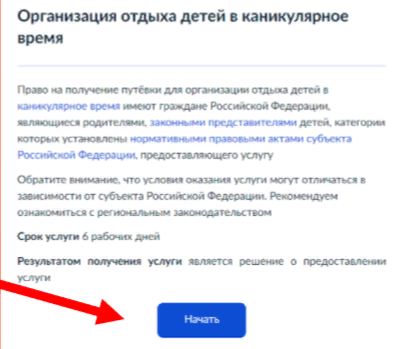 Организация отдыха детей в каникулярное
время
Право на получение путёвки для организации отдыха детей в
каникулярное время имеют граждане Российской Федерации,
являющиеся родителями, законными представителями детей, категории
которых установлены нормативными правовыми актами субъекта
Российской Федерации, предоставляющего услугу
Обратите внимание, что условия оказания услуги могут отличаться в
зависимости от субъекта Российской Федерации. Рекомендуем
ознакомиться с региональным законодательством
Срок услуги 6 рабочих дней
Результатом получения услуги является решение о предоставлении
услуги
Начать